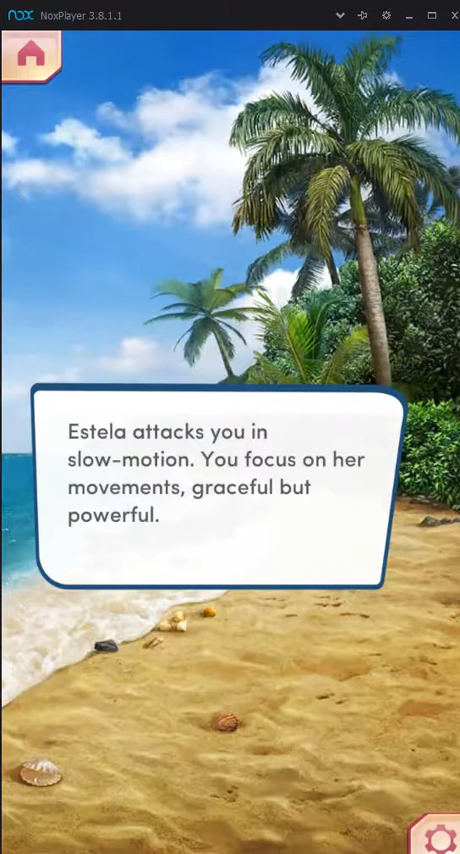 nox NoxPlayer 3.8.1.1
Estela attacks you in
slow-motion. You focus on her
movements, graceful but
powerful.